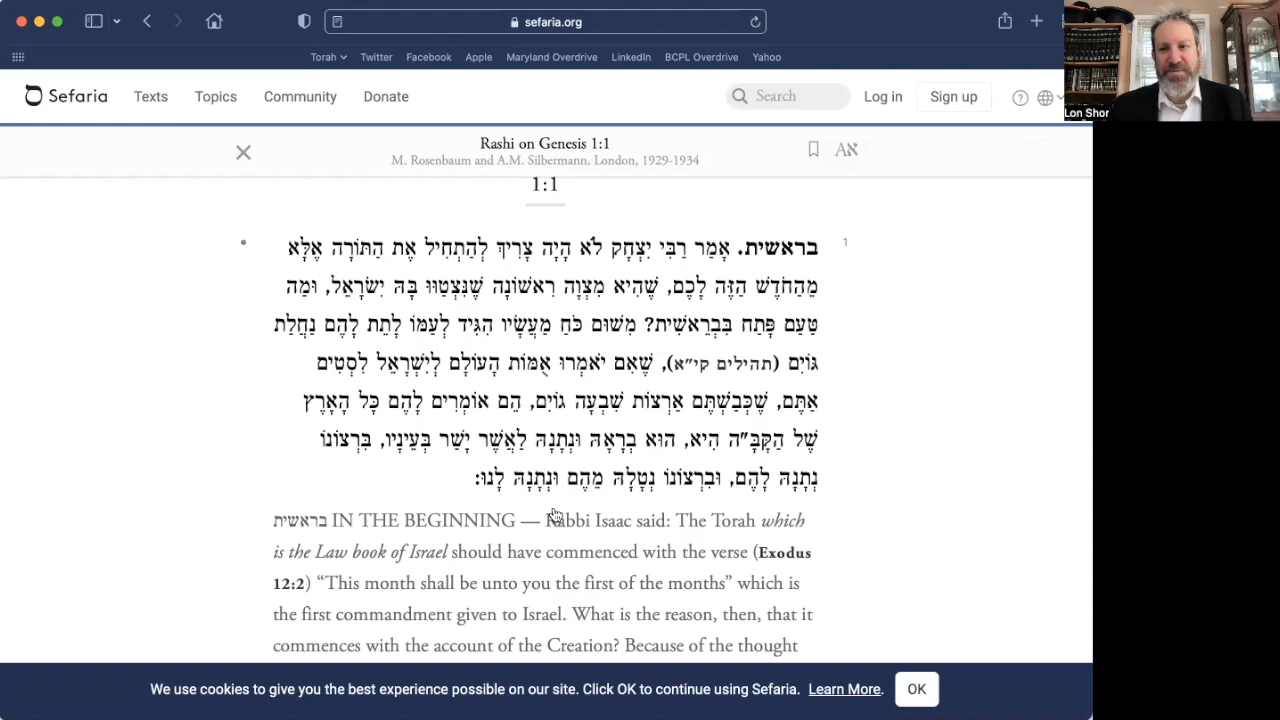 sefaria.org
Torah Twitter Facebook Apple Maryland Overdrive LinkedIn BCPL Overdrive Yahoo
Sefaria Texts Topics Community Donate Search Log in Sign up
Lon Shor
Rashi on Genesis 1:1
M. Rosenbaum and A.M. Silbermann, London, 1929-1934
Aא
1:1
1
בראשית. אָמַר רַבִּי יִצְחָק לֹא הָיָה צָרִיךְ לְהַתְחִיל אֶת הַתּוֹרָה אֶלָּא
מֵהַחֹדֶשׁ הַזֶּה לָכֶם, שֶׁהִיא מִצְוָה רִאשׁוֹנָה שֶׁנִּצְטַוּוּ בָּהּ יִשׂרָאֵל, וּמַה
טַּעַם פָּתַח בִּבְרֵאשִׁית? מִשׁוּם כֹּחַ מַעֲשָׂיו הִגִּיד לְעַמּוֹ לָתֵת לָהֶם נַחֲלַת
גּוֹיִם (תהילים קי״א), שֶׁאִם יֹאמְרוּ אֻמּוֹת הָעוֹלָם לְיִשְׁרָאֵל לִסְטִים
אַתֶּם, שֶׁכְּבַשְׁתֶּם אַרְצוֹת שִׁבְעָה גוֹיִם, הֵם אוֹמְרִים לָהֶם כָּל הָאָרֶץ
שֶׁל הַקָּבָּ״ה הִיא, הוּא בְרָאָהּ וּנְתָנָהּ לַאֲשֶׁר יָשַׁר בְּעֵינָיו, בִּרְצוֹנוֹ
נְתָנָהּ לָהֶם, וּבִרְצוֹנוֹ נְטָלָהּ מֵהֶם וּנְתָנָהּ לָנוּ:
בראשית IN THE BEGINNING — Rabbi Isaac said: The Torah which
is the Law book of Israel should have commenced with the verse (Exodus
12:2) “This month shall be unto you the first of the months” which is
the first commandment given to Israel. What is the reason, then, that it
commences with the account of the Creation? Because of the thought
We use cookies to give you the best experience possible on our site. Click OK to continue using Sefaria. Learn More. OK